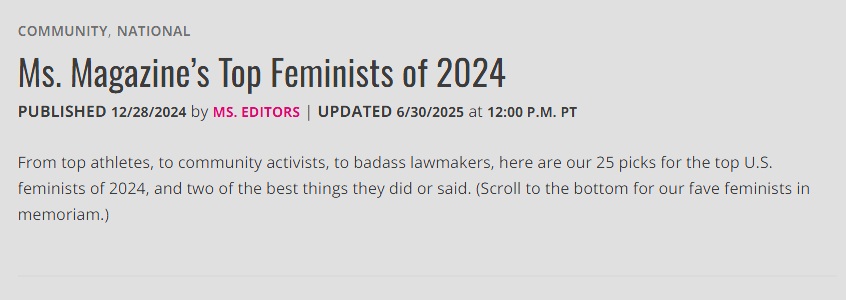 COMMUNITY, NATIONAL
Ms. Magazine’s Top Feminists of 2024
PUBLISHED 12/28/2024 by MS. EDITORS | UPDATED 6/30/2025 at 12:00 P.M. PT
From top athletes, to community activists, to badass lawmakers, here are our 25 picks for the top U.S.
feminists of 2024, and two of the best things they did or said. (Scroll to the bottom for our fave feminists in
memoriam.)